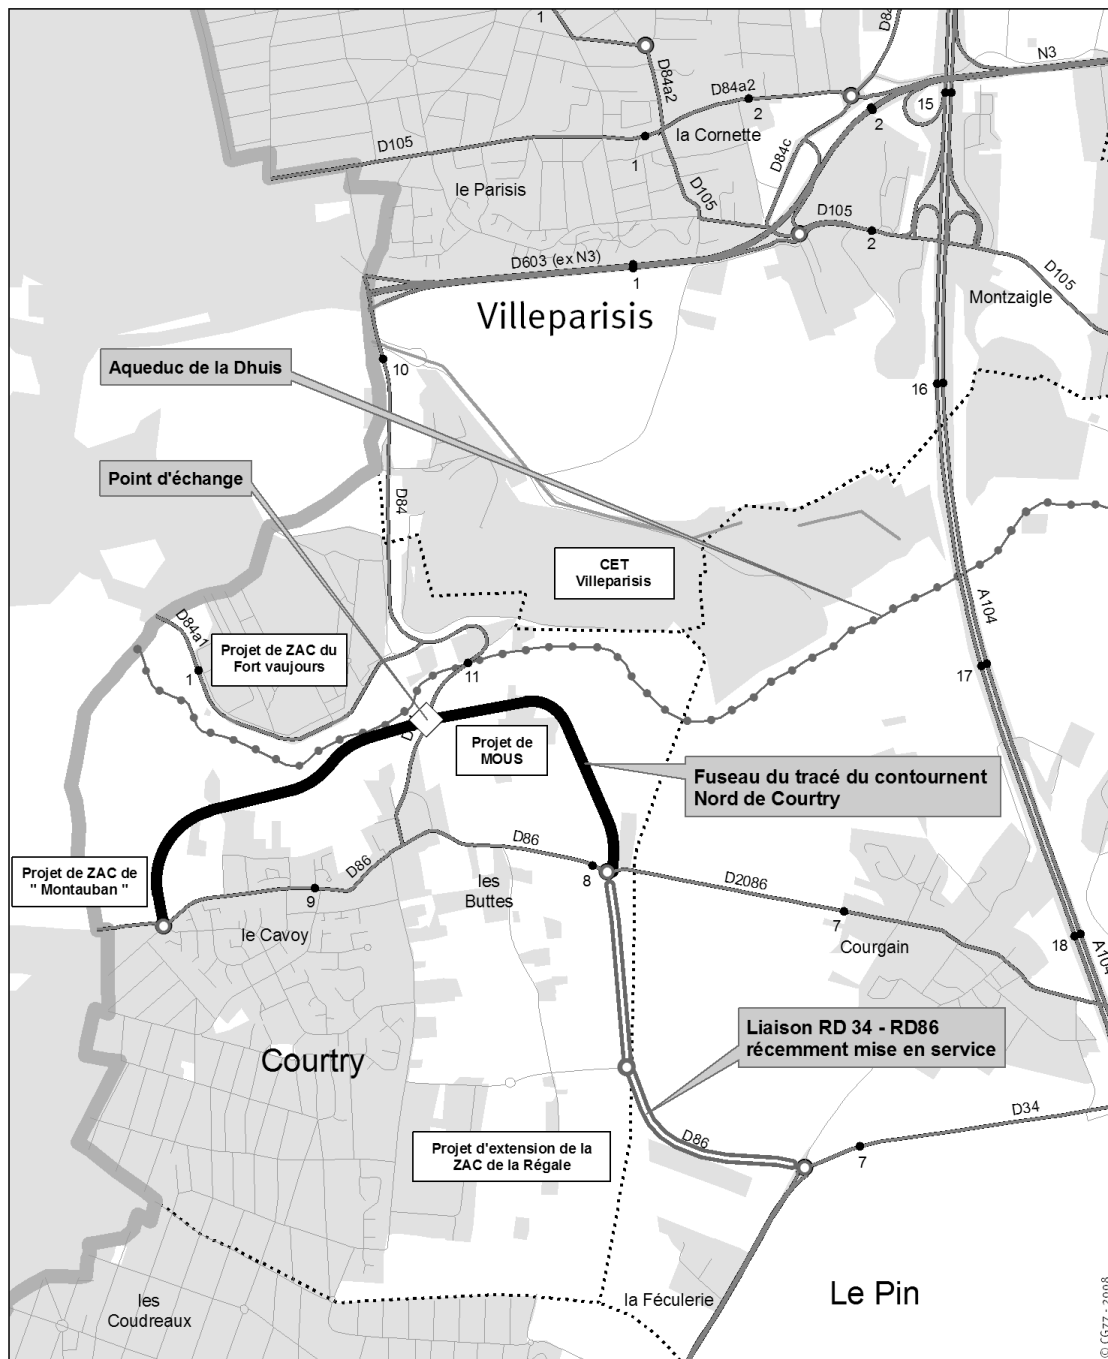 1
D84
N3
D84a2
D84a2
2
2
15
la Cornette
D105
1
D84c
le Parisis
D105
D105
2
D105
D603 (ex N3)
1
Montzaigle
Villeparisis
Aqueduc de la Dhuis
10
16
Point d'échange
D84
CET
Villeparisis
A104
D84a1
1
Projet de ZAC du
Fort vaujours
11
17
D
Projet de
MOUS
Fuseau du tracé du contournent
Nord de Courtry
Projet de ZAC de
" Montauban "
D86
D86
8
D2086
9
les
Buttes
7
le Cavoy
Courgain
18
A104
Liaison RD 34 - RD86
récemment mise en service
Courtry
D34
D86
7
Projet d'extension de la
ZAC de la Régale
les
Coudreaux
la Féculerie
Le Pin
© CG77 - 2008